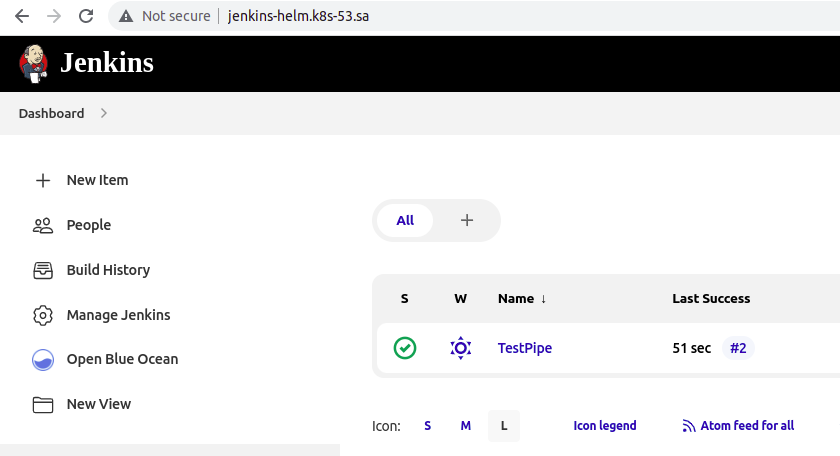 Not secure | jenkins-helm.k8s-53.sa
Jenkins
Dashboard
New Item
People
Build History
Manage Jenkins
Open Blue Ocean
New View
All
S W Name ↓ Last Success
TestPipe 51 sec #2
Icon: S M L Icon legend Atom feed for all